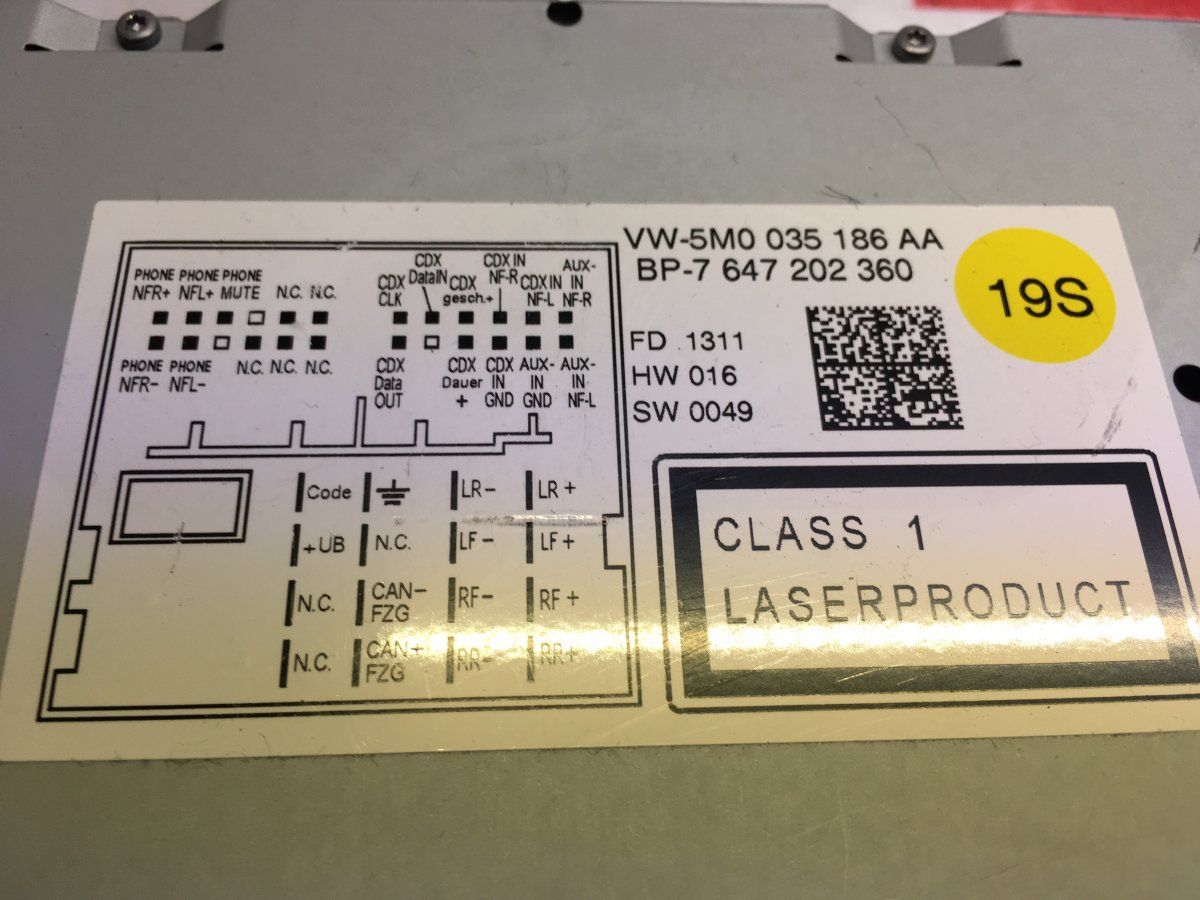 VW-5M0 035 186 AA
BP-7 647 202 360
19S
FD 1311
HW 016
SW 0049
PHONE NFR+
PHONE NFL+
PHONE MUTE
N.C. N.C.
CDX CLK
CDX DataIN
CDX gesch.+
CDX IN NF-R
CDX IN NF-L
AUX-IN NF-R
PHONE NFR-
PHONE NFL-
N.C. N.C. N.C.
CDX Data OUT
CDX Dauer +
CDX IN GND
AUX-IN GND
AUX-IN NF-L
Code LR- LR+
+UB N.C. LF- LF+
N.C. CAN- FZG RF- RF+
N.C. CAN+ FZG RR- RR+
CLASS 1
LASERPRODUCT